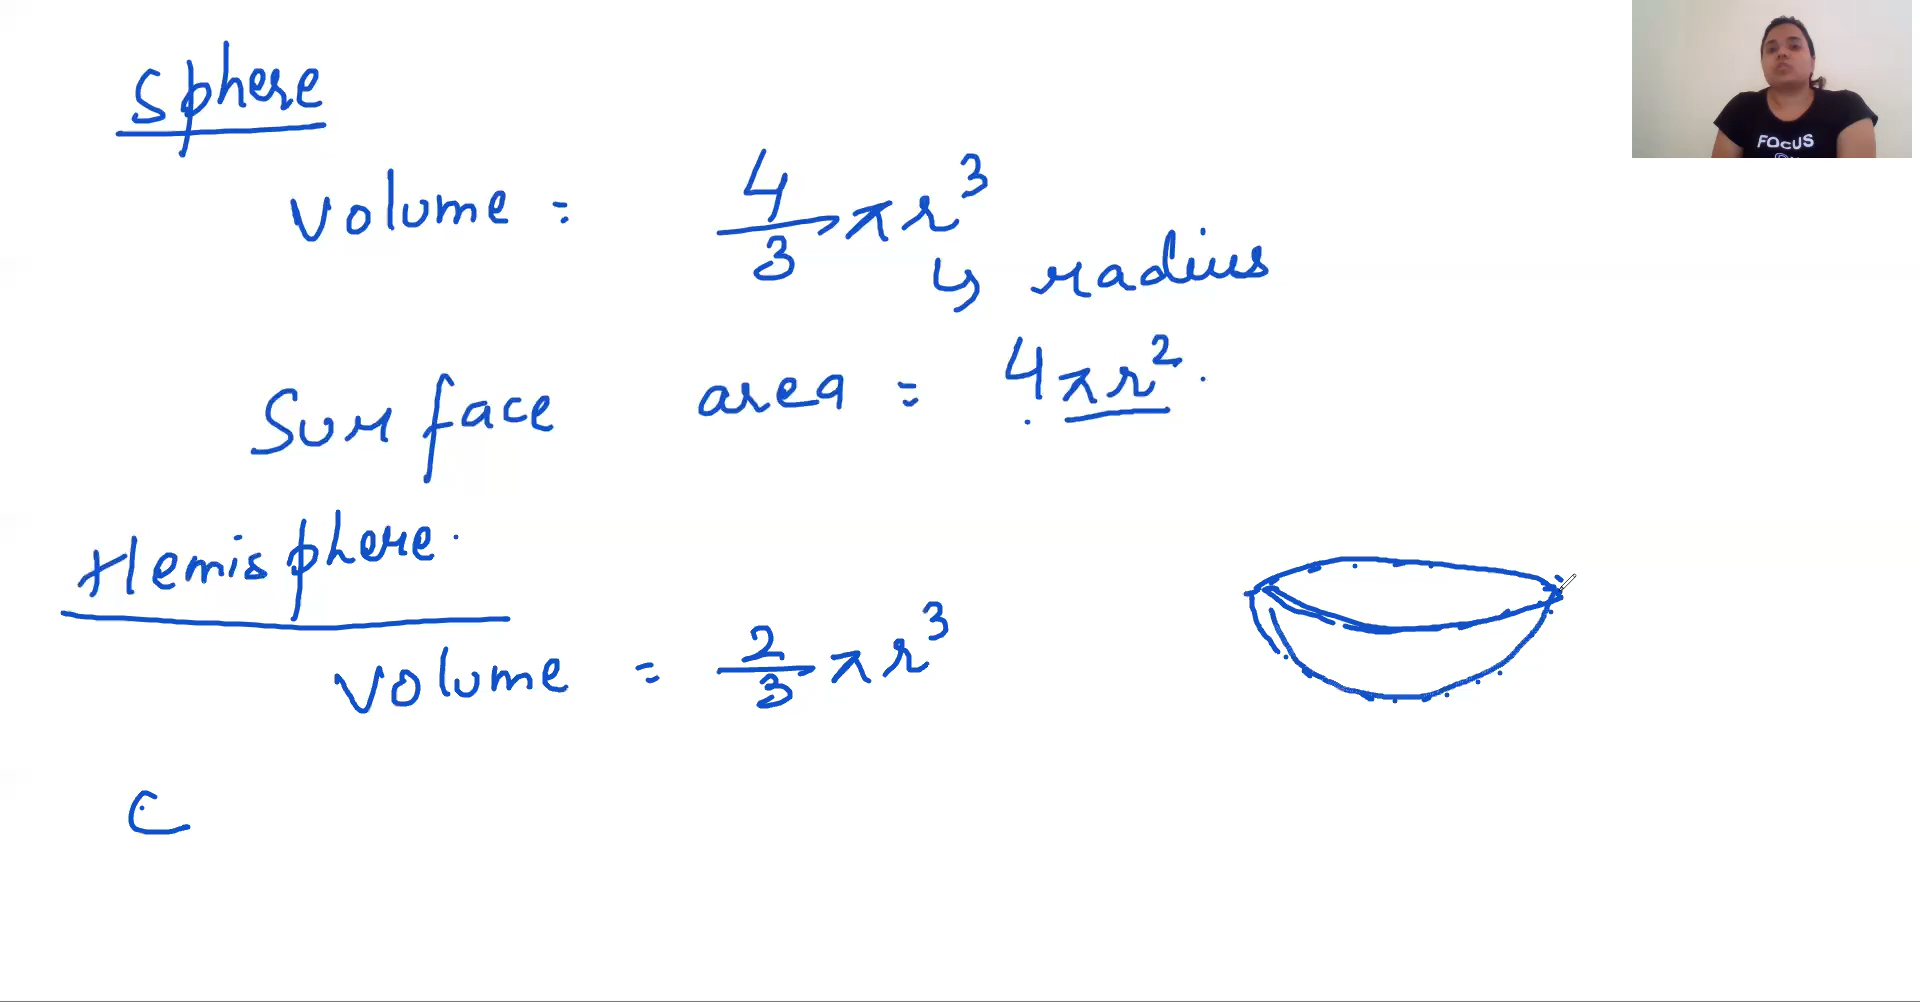 Sphere
FOCUS
Volume = 4/3 πr³
↳ radius
Surface area = 4πr².
Hemisphere.
Volume = 2/3 πr³
C